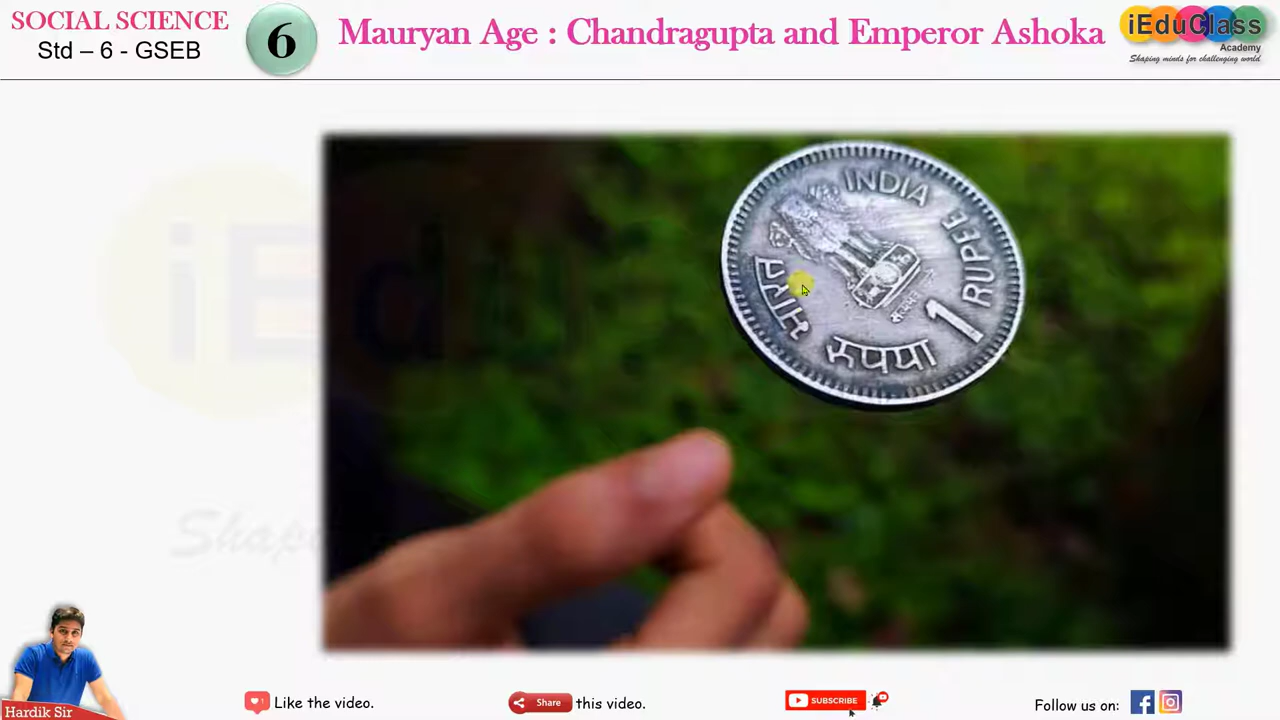 SOCIAL SCIENCE
Std – 6 - GSEB
6
Mauryan Age : Chandragupta and Emperor Ashoka
iEduClass
Academy
Shaping minds for challenging world
INDIA
भारत
1 RUPEE
रुपया
iEdu
Hardik Sir
Like the video.
Share this video.
SUBSCRIBE
Follow us on: